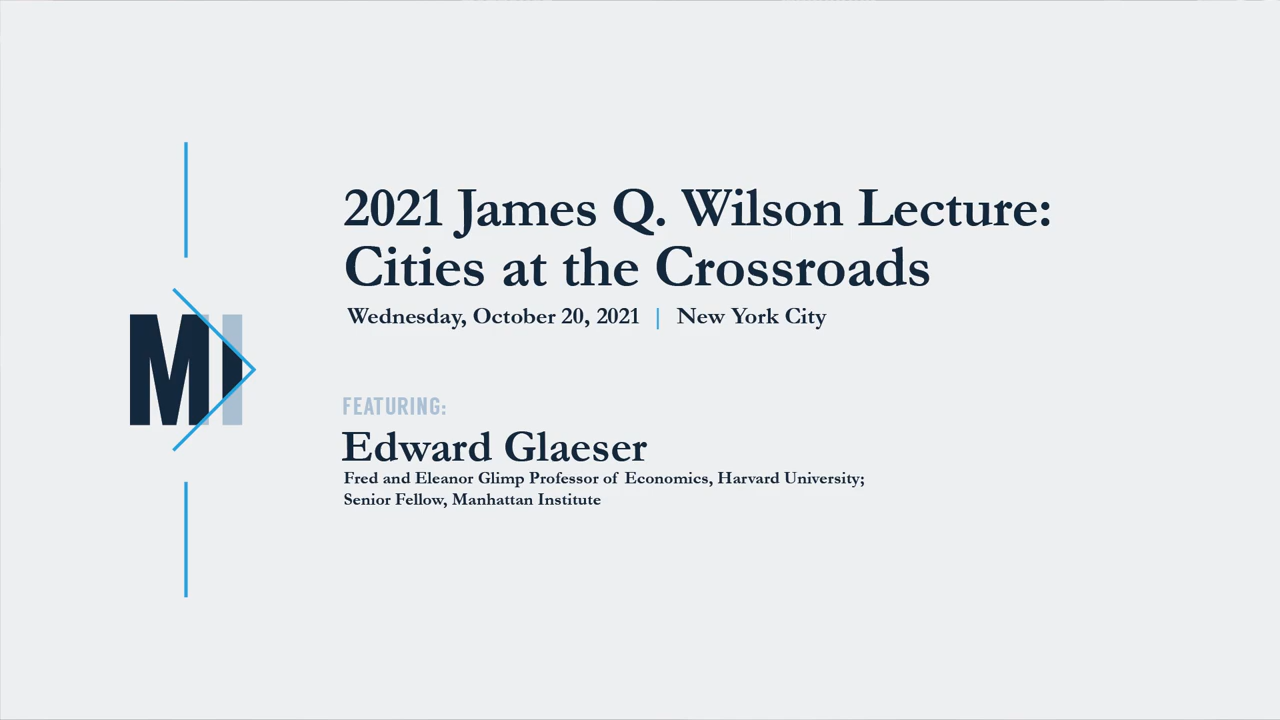 2021 James Q. Wilson Lecture:
Cities at the Crossroads
Wednesday, October 20, 2021 | New York City
MI
FEATURING:
Edward Glaeser
Fred and Eleanor Glimp Professor of Economics, Harvard University;
Senior Fellow, Manhattan Institute